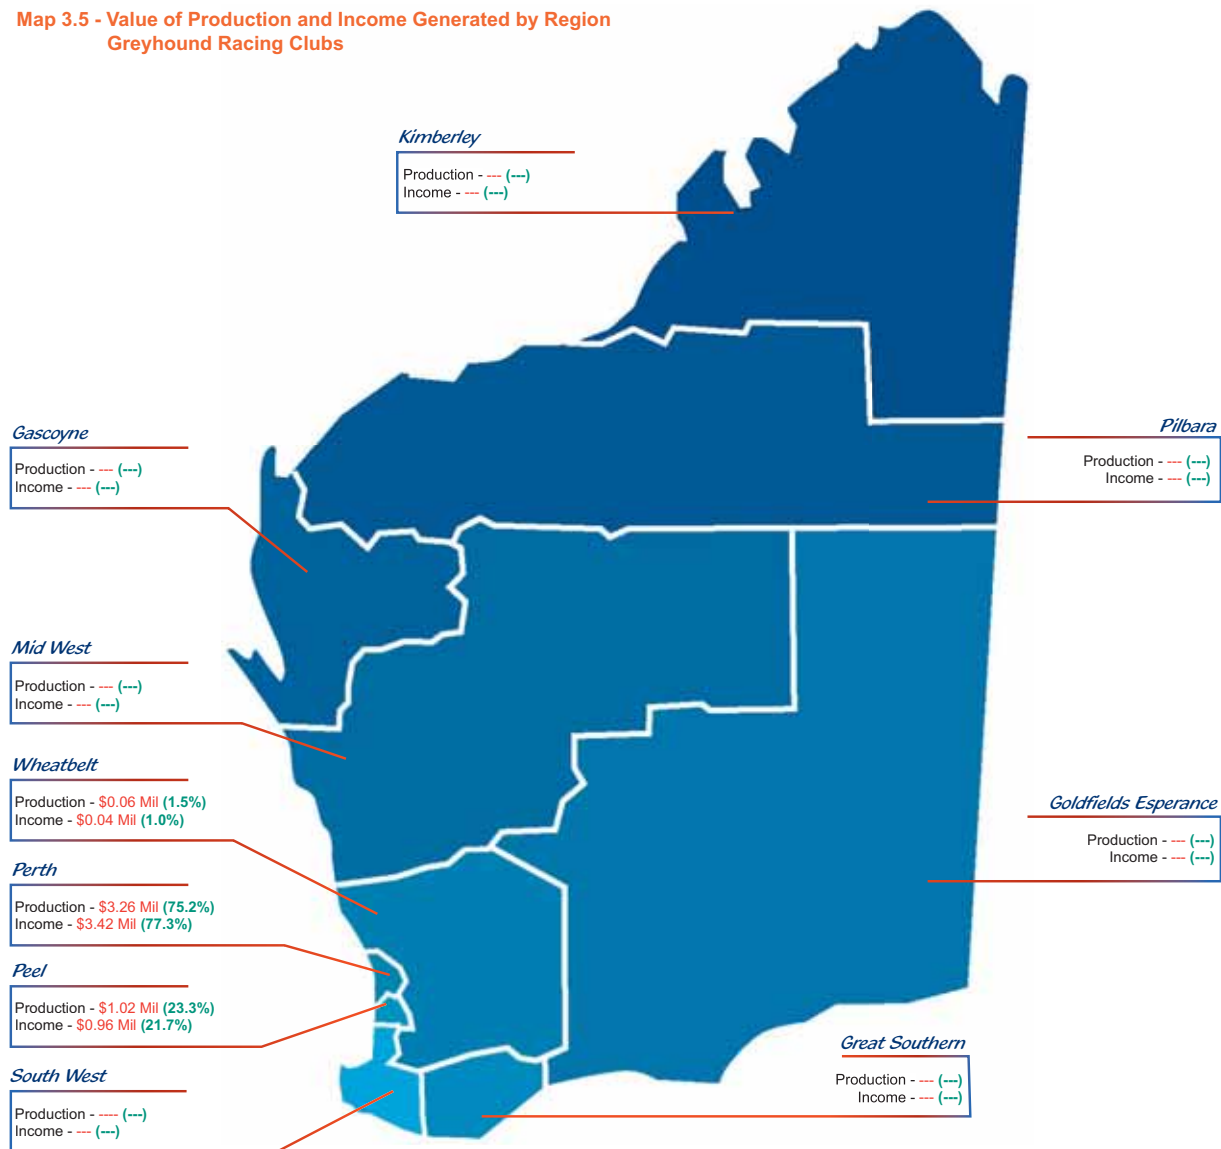 Map 3.5 - Value of Production and Income Generated by Region
Greyhound Racing Clubs
Kimberley
Production - --- (---)
Income - --- (---)
Gascoyne
Production - --- (---)
Income - --- (---)
Pilbara
Production - --- (---)
Income - --- (---)
Mid West
Production - --- (---)
Income - --- (---)
Wheatbelt
Production - $0.06 Mil (1.5%)
Income - $0.04 Mil (1.0%)
Goldfields Esperance
Production - --- (---)
Income - --- (---)
Perth
Production - $3.26 Mil (75.2%)
Income - $3.42 Mil (77.3%)
Peel
Production - $1.02 Mil (23.3%)
Income - $0.96 Mil (21.7%)
Great Southern
Production - --- (---)
Income - --- (---)
South West
Production - ---- (---)
Income - --- (---)